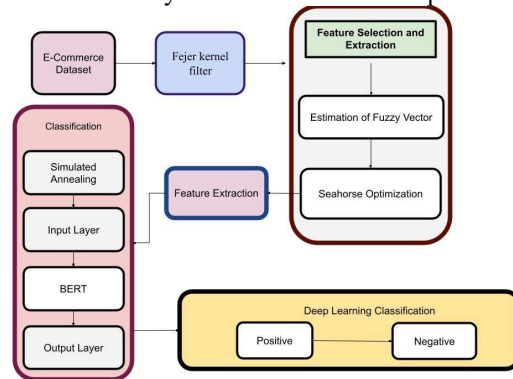 E-Commerce
Dataset
Fejer kernel
filter
Feature Selection and
Extraction
Estimation of Fuzzy Vector
Seahorse Optimization
Feature Extraction
Classification
Simulated
Annealing
Input Layer
BERT
Output Layer
Deep Learning Classification
Positive
Negative